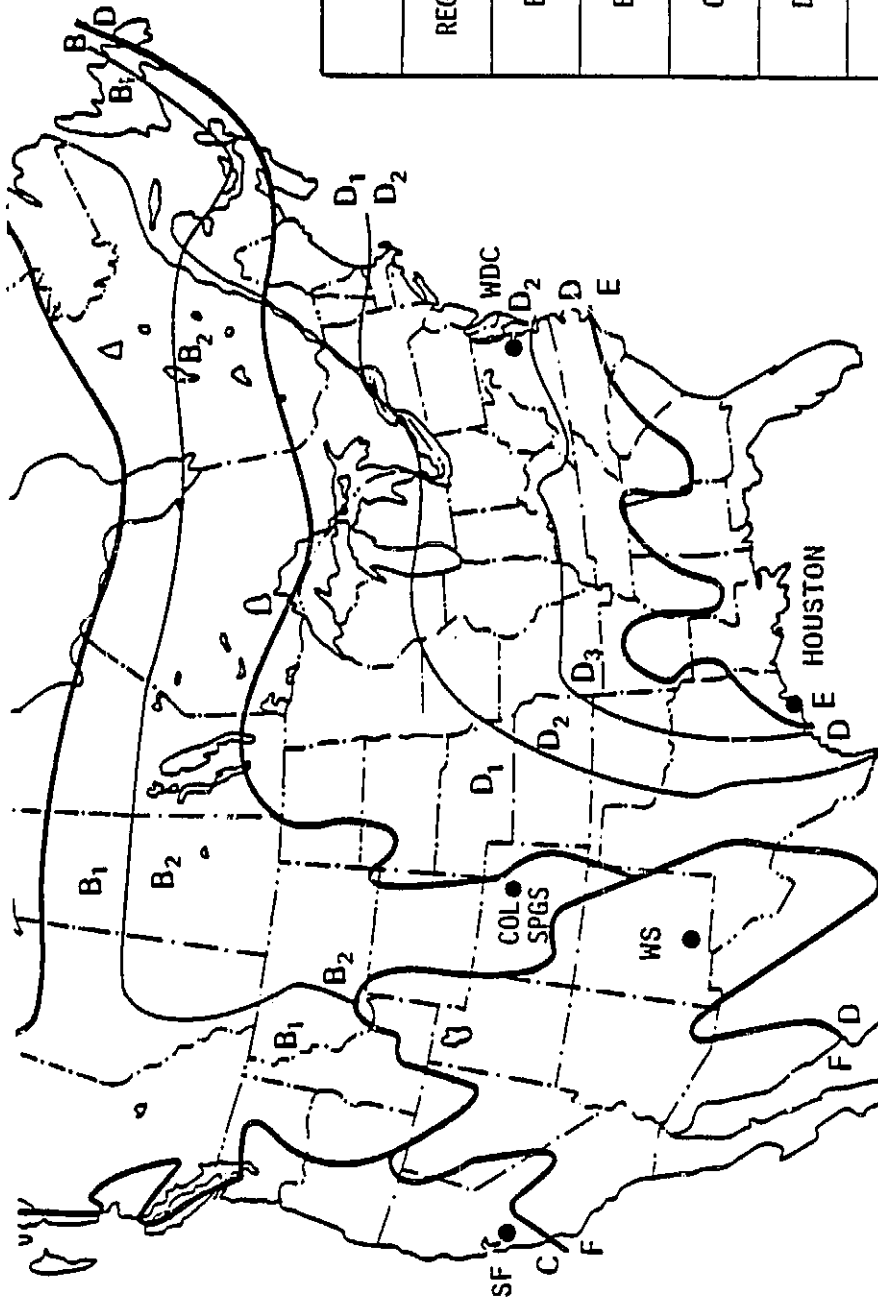 B
D
B₁
D₁
D₂
B₂
WDC
D₂
D
E
B₁
B₂
D₃
D₂
D₁
HOUSTON
E
D
COL
SPGS
B₂
B₁
WS
SF
C
F
F
D
REG